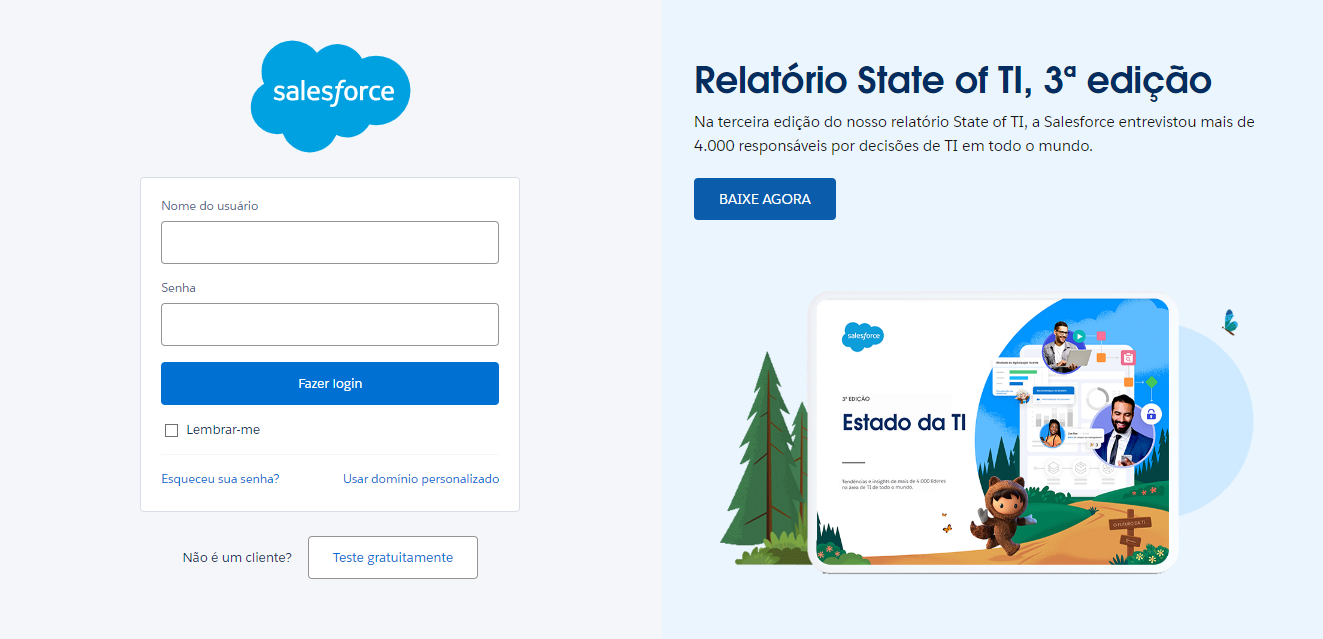 salesforce
Nome do usuário
Senha
Fazer login
Lembrar-me
Esqueceu sua senha?
Usar domínio personalizado
Não é um cliente?
Teste gratuitamente
Relatório State of TI, 3ª edição
Na terceira edição do nosso relatório State of TI, a Salesforce entrevistou mais de
4.000 responsáveis por decisões de TI em todo o mundo.
BAIXE AGORA
salesforce
3ª EDIÇÃO
Estado da TI
Tendências e insights de mais de 4.000 líderes
na área de TI de todo o mundo.
O FUTURO DA TI